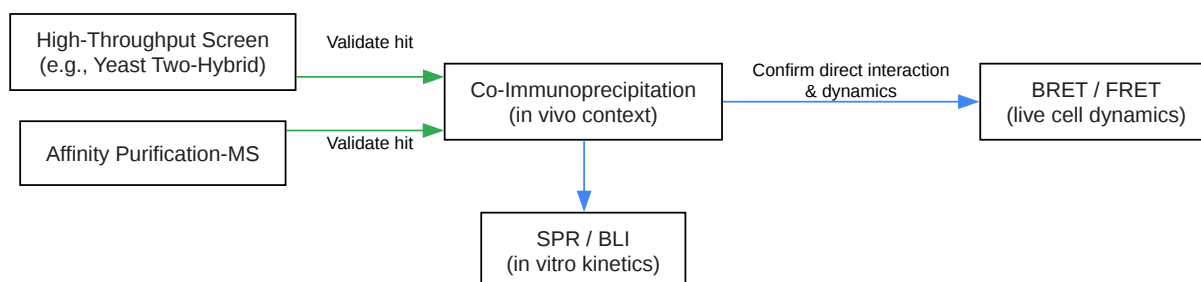 High-Throughput Screen
(e.g., Yeast Two-Hybrid)
Validate hit
Affinity Purification-MS
Validate hit
Co-Immunoprecipitation
(in vivo context)
Confirm direct interaction
& dynamics
BRET / FRET
(live cell dynamics)
SPR / BLI
(in vitro kinetics)